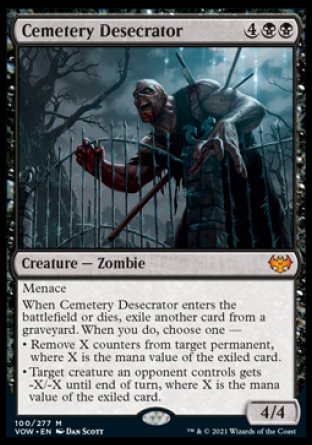 Cemetery Desecrator 4
Creature — Zombie
Menace
When Cemetery Desecrator enters the
battlefield or dies, exile another card from a
graveyard. When you do, choose one —
• Remove X counters from target permanent,
where X is the mana value of the exiled card.
• Target creature an opponent controls gets
-X/-X until end of turn, where X is the mana
value of the exiled card.
4/4
100/277 M
VOW • EN DAN SCOTT
™ & © 2021 Wizards of the Coast